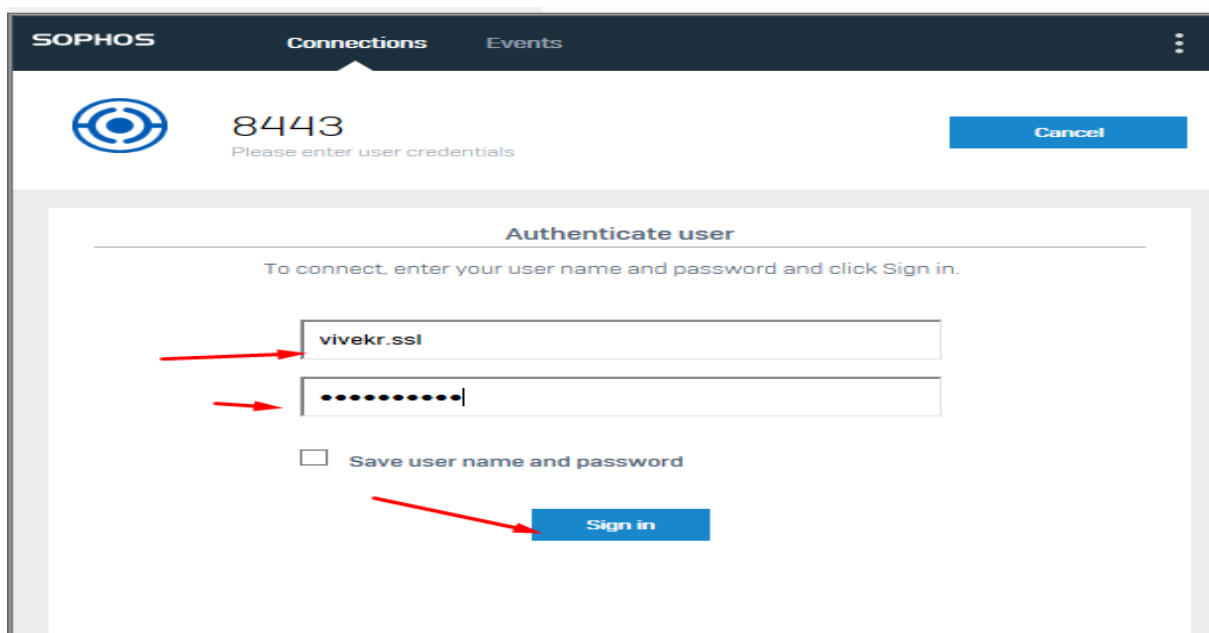 SOPHOS Connections Events
8443
Cancel
Please enter user credentials
Authenticate user
To connect, enter your user name and password and click Sign in.
vivekr.ssl
••••••••••
Save user name and password
Sign in